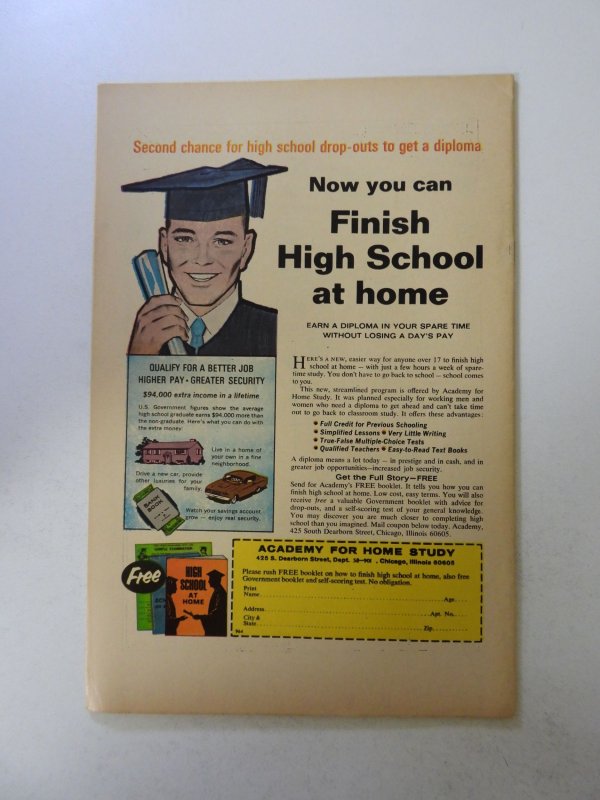 Second chance for high school drop-outs to get a diploma
Now you can
Finish
High School
at home
EARN A DIPLOMA IN YOUR SPARE TIME
WITHOUT LOSING A DAY'S PAY
HERE'S A NEW, easier way for anyone over 17 to finish high
school at home — with just a few hours a week of spare-
time study. You don't have to go back to school — school comes
to you.
This new, streamlined program is offered by Academy for
Home Study. It was planned especially for working men and
women who need a diploma to get ahead and can't take time
out to go back to classroom study. It offers these advantages:
• Full Credit for Previous Schooling
• Simplified Lessons • Very Little Writing
• True-False Multiple-Choice Tests
• Qualified Teachers • Easy-to-Read Text Books
A diploma means a lot today – in prestige and in cash, and in
greater job opportunities—increased job security.
Get the Full Story—FREE
Send for Academy's FREE booklet. It tells you how you can
finish high school at home. Low cost, easy terms. You will also
receive free a valuable Government booklet with advice for
drop-outs, and a self-scoring test of your general knowledge.
You may discover you are much closer to completing high
school than you imagined. Mail coupon below today. Academy,
425 South Dearborn Street, Chicago, Illinois 60605.
QUALIFY FOR A BETTER JOB
HIGHER PAY • GREATER SECURITY
$94,000 extra income in a lifetime
U.S. Government figures show the average
high school graduate earns $94,000 more than
the non-graduate. Here's what you can do with
the extra money:
Live in a home of
your own in a fine
neighborhood.
Drive a new car, provide
other luxuries for your
family.
BANK
BOOK
Watch your savings account
grow — enjoy real security.
Free
HIGH
SCHOOL
AT
HOME
ACADEMY FOR HOME STUDY
425 S. Dearborn Street, Dept. , Chicago, Illinois 60605
Please rush FREE booklet on how to finish high school at home, also free
Government booklet and self-scoring test. No obligation.
Print
Name Age
Address Apt. No.
City &
State Zip